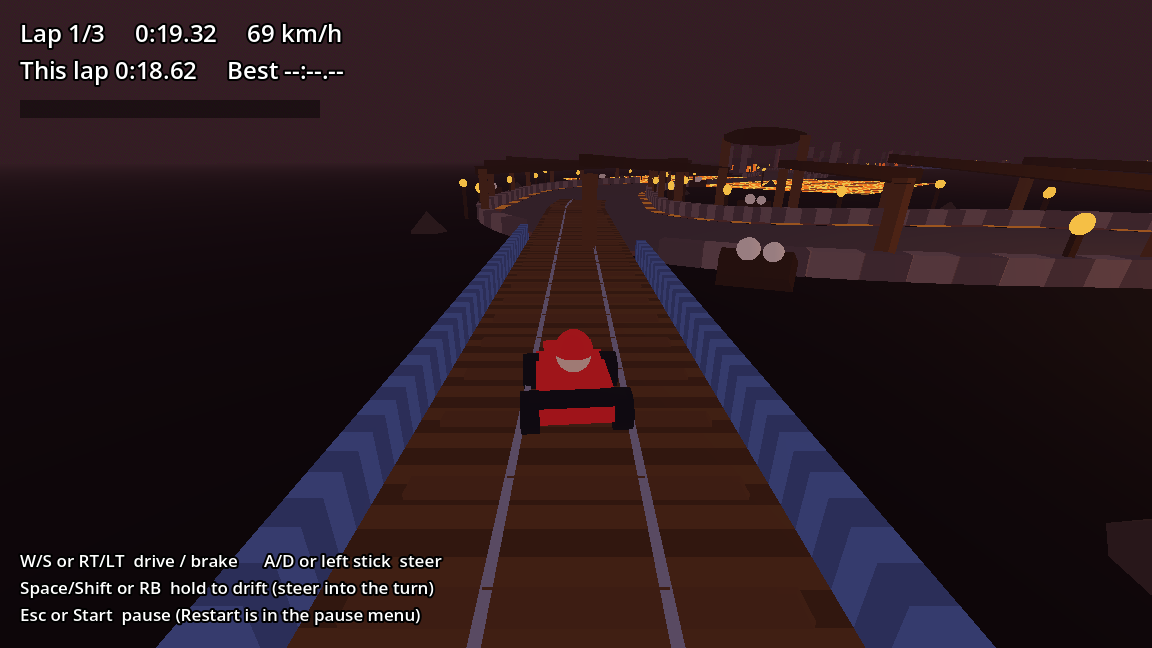 Lap 1/3 0:19.32 69 km/h
This lap 0:18.62 Best --:--.--
W/S or RT/LT drive / brake A/D or left stick steer
Space/Shift or RB hold to drift (steer into the turn)
Esc or Start pause (Restart is in the pause menu)